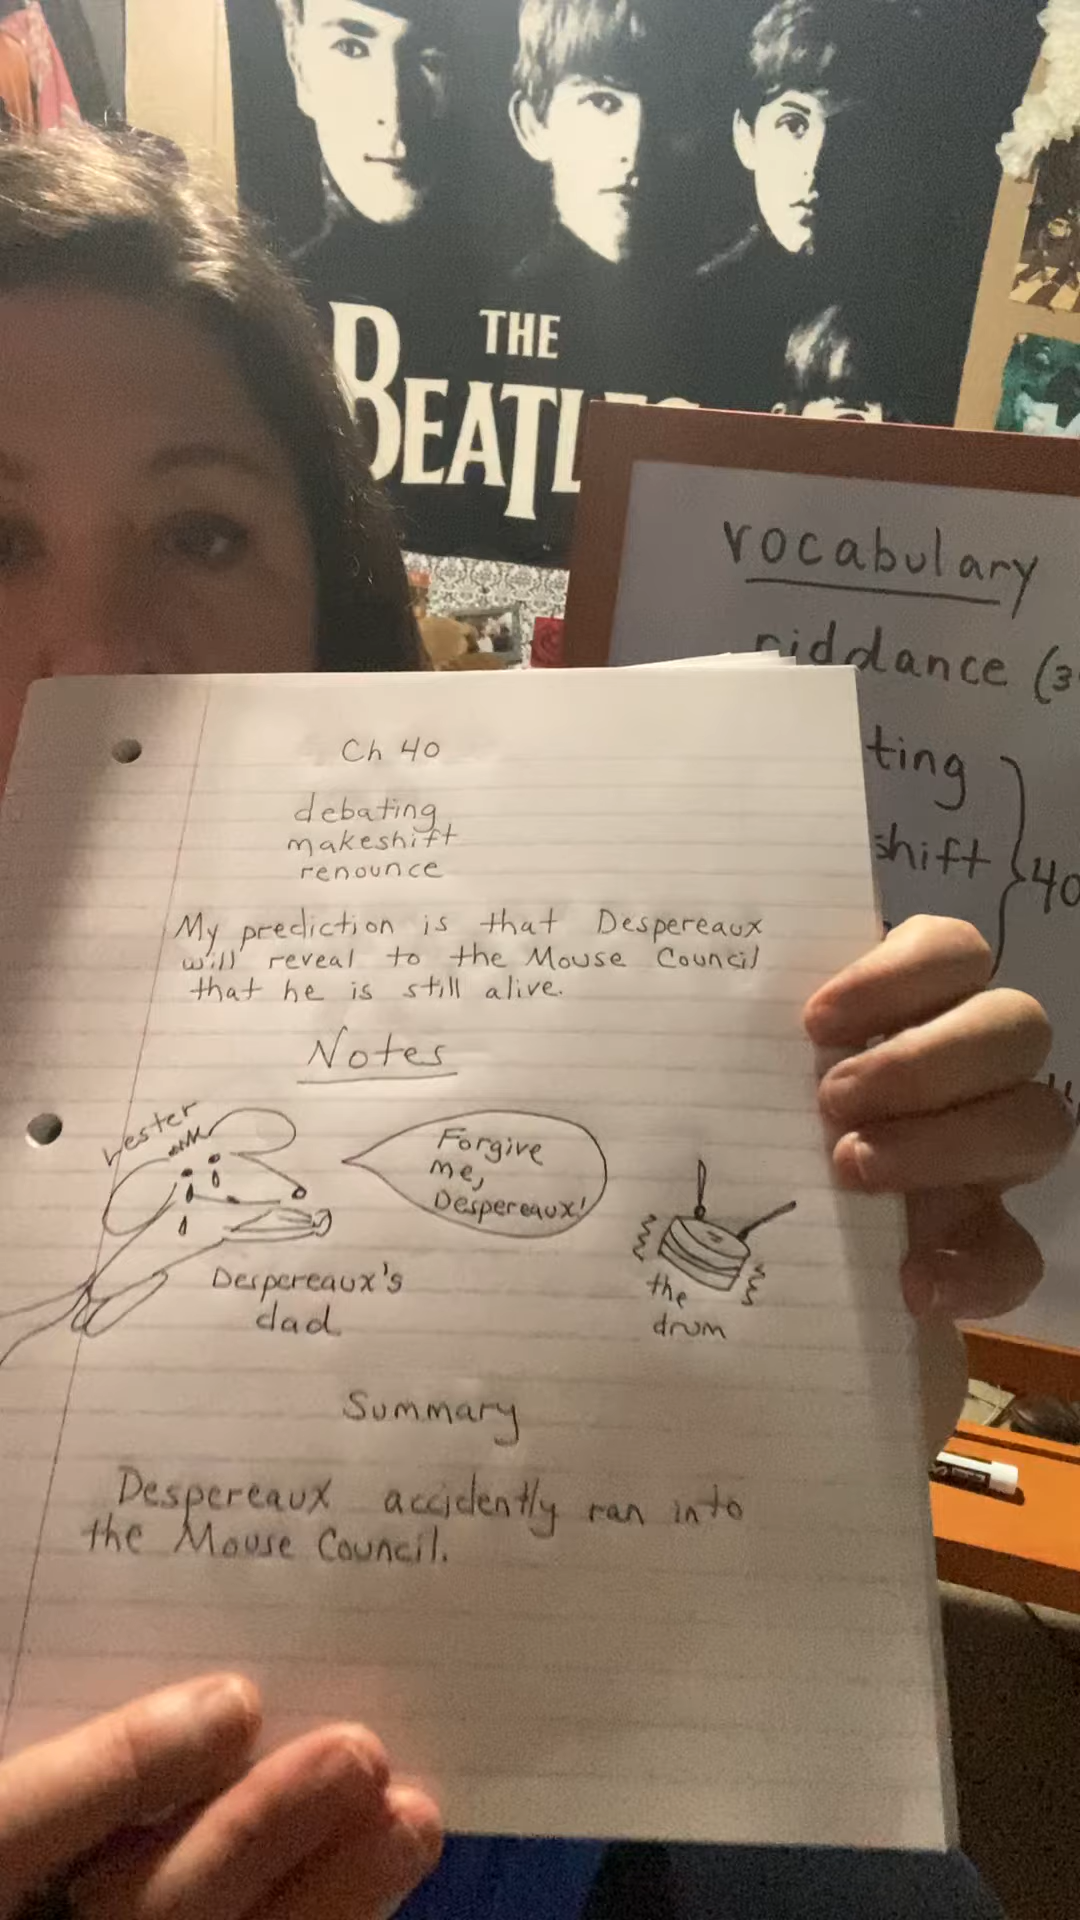 THE
BEATL
vocabulary
riddance (3
ting
shift
40
Ch 40
debating
makeshift
renounce
My prediction is that Despereaux
will reveal to the Mouse Council
that he is still alive.
Notes
Lester
Forgive
me,
Despereaux!
Despereaux's
dad
the
drum
Summary
Despereaux accidently ran into
the Mouse Council.